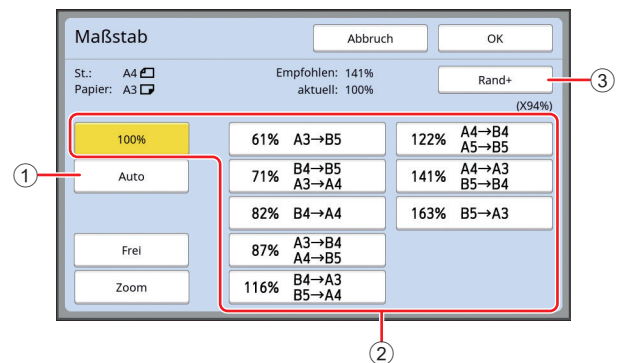 Maßstab
Abbruch
OK
St.: A4
Empfohlen: 141%
Papier: A3
aktuell: 100%
Rand+
(X94%)
100%
61% A3→B5
122% A4→B4
A5→B5
Auto
71% B4→B5
A3→A4
141% A4→A3
B5→B4
82% B4→A4
163% B5→A3
Frei
87% A3→B4
A4→B5
Zoom
116% B4→A3
B5→A4
1
2
3